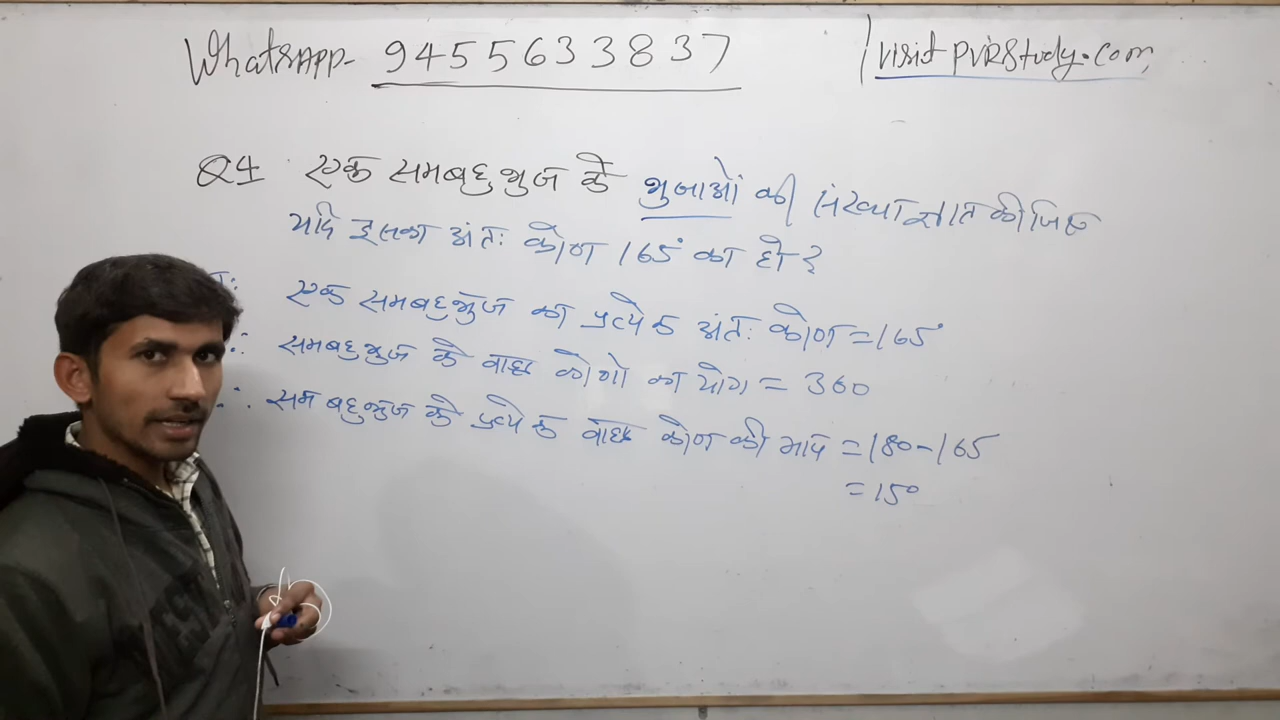 WhatsApp- 9455633837
visit PVRStudy.com
Q4 एक समबहुभुज के भुजाओं की संख्या ज्ञात कीजिए
यदि इसका अंतः कोण 165° का हो?
एक समबहुभुज का प्रत्येक अंतः कोण = 165°
∵ समबहुभुज के वाह्य कोणो का योग = 360
∴ समबहुभुज के प्रत्येक वाह्य कोण की माप = 180-165
= 15°